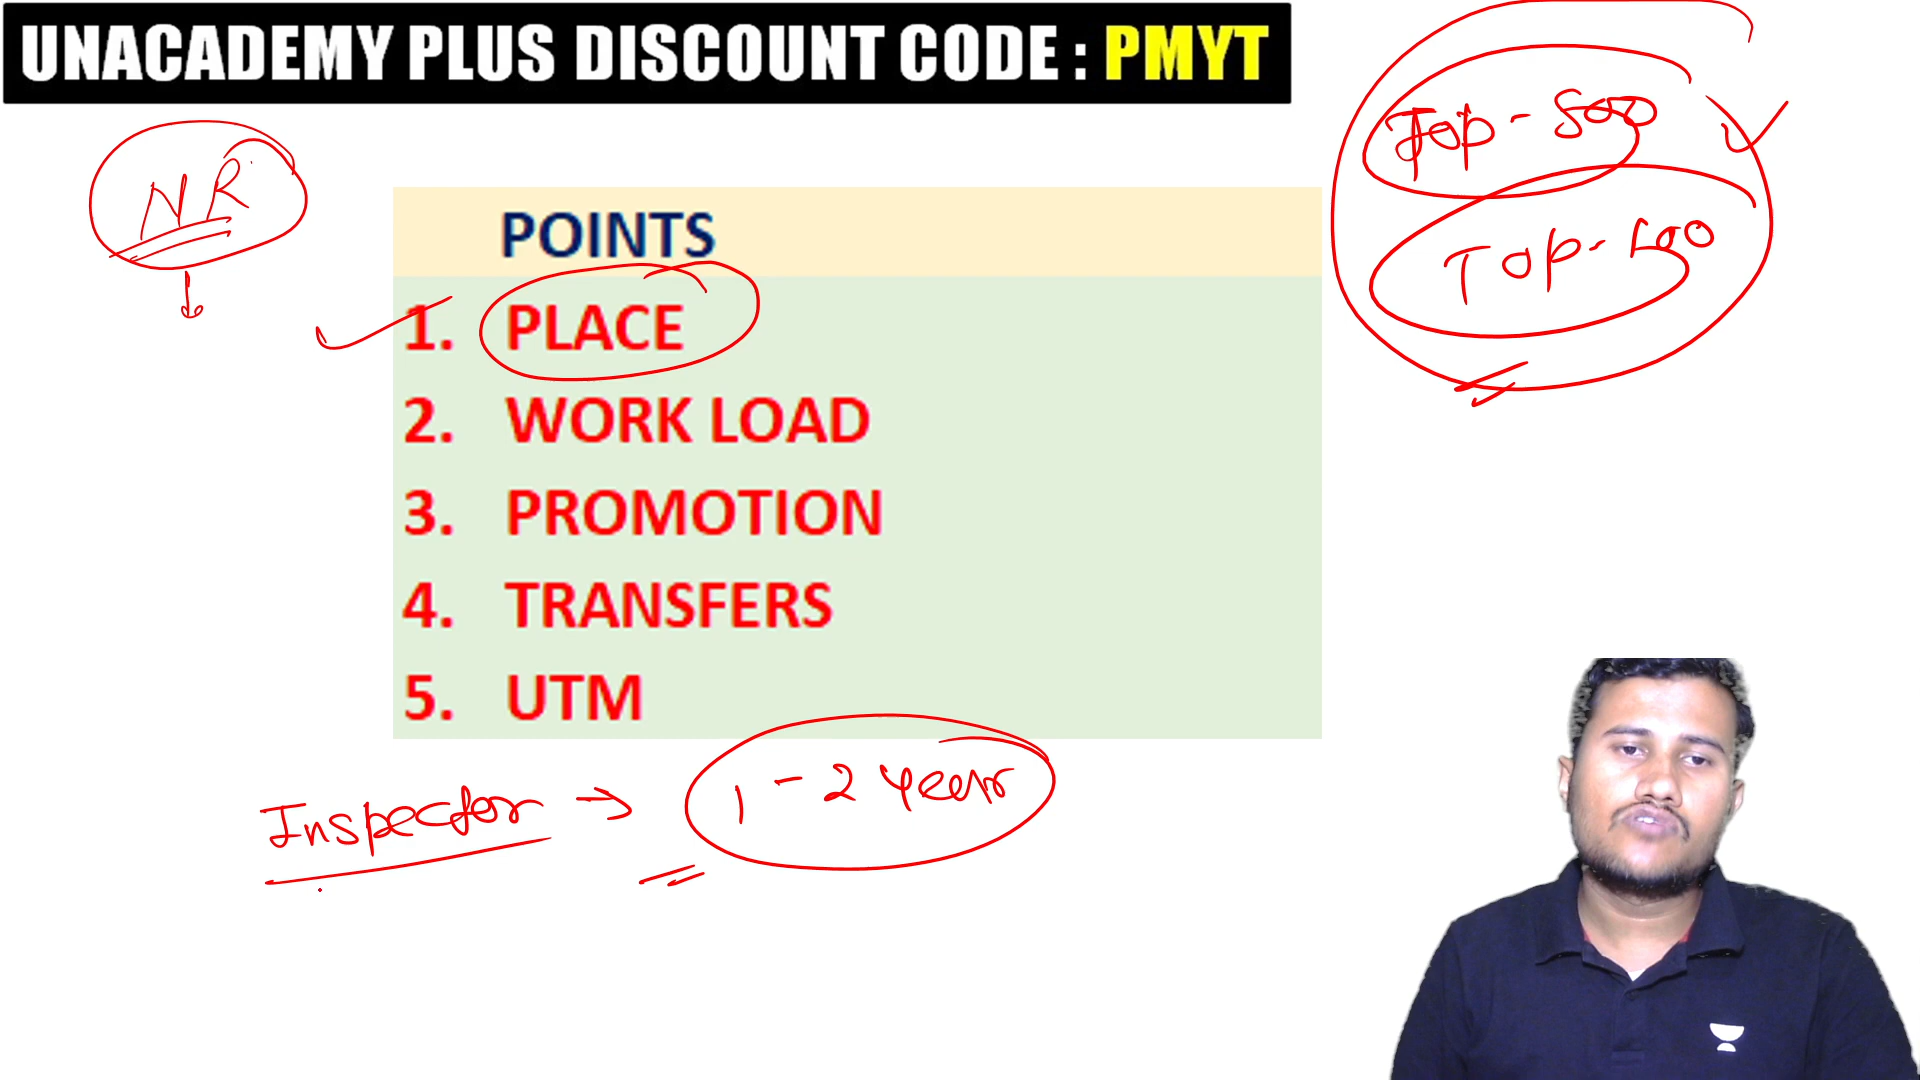 UNACADEMY PLUS DISCOUNT CODE : PMYT
NR
Top - 500
Top -
POINTS
1. PLACE
2. WORK LOAD
3. PROMOTION
4. TRANSFERS
5. UTM
Inspector → 1 - 2 Year